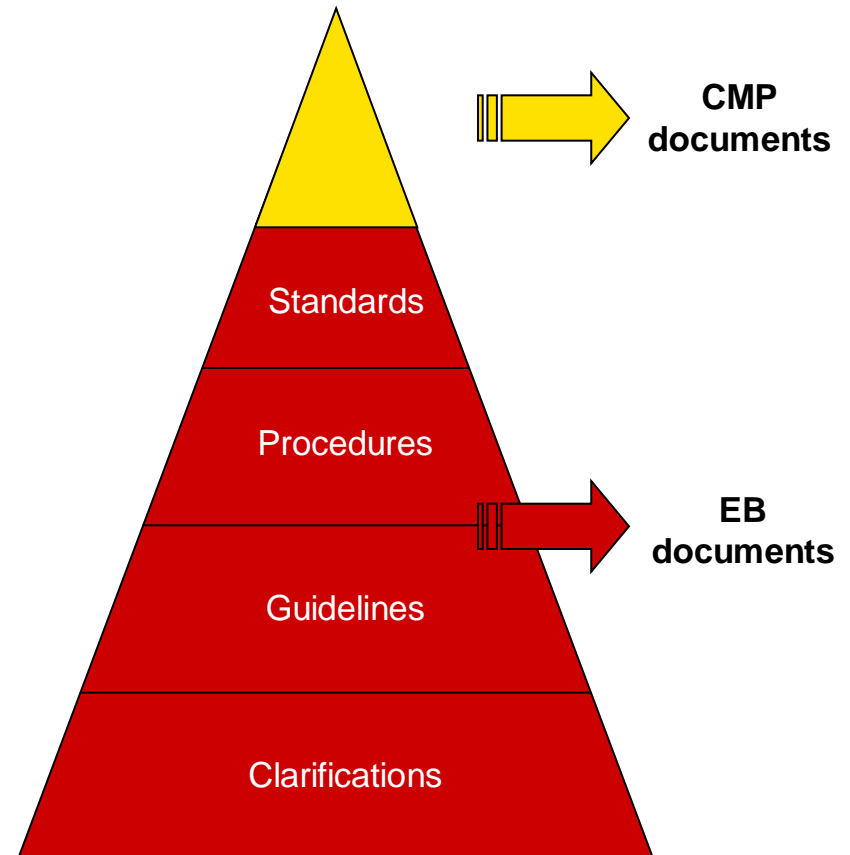 CMP
documents
Standards
Procedures
EB
documents
Guidelines
Clarifications